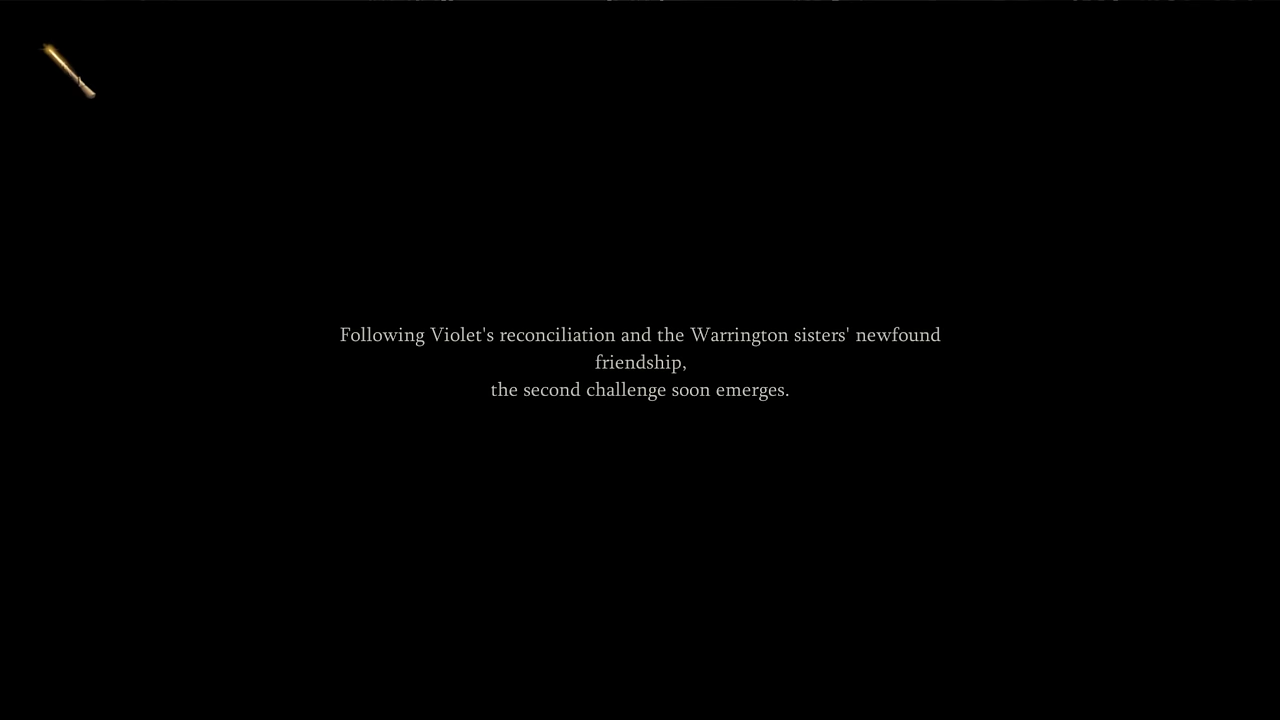 Following Violet's reconciliation and the Warrington sisters' newfound
friendship,
the second challenge soon emerges.